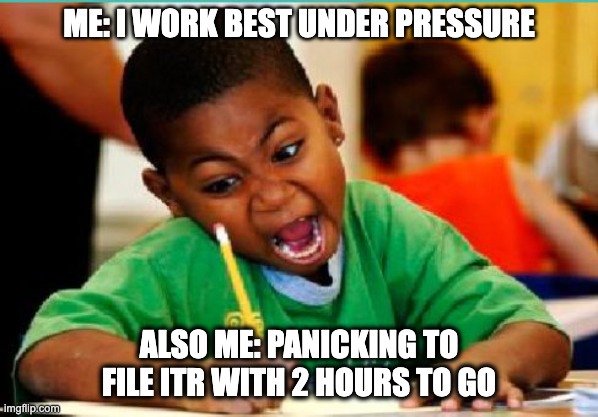 ME: I WORK BEST UNDER PRESSURE
ALSO ME: PANICKING TO
FILE ITR WITH 2 HOURS TO GO
imgflip.com